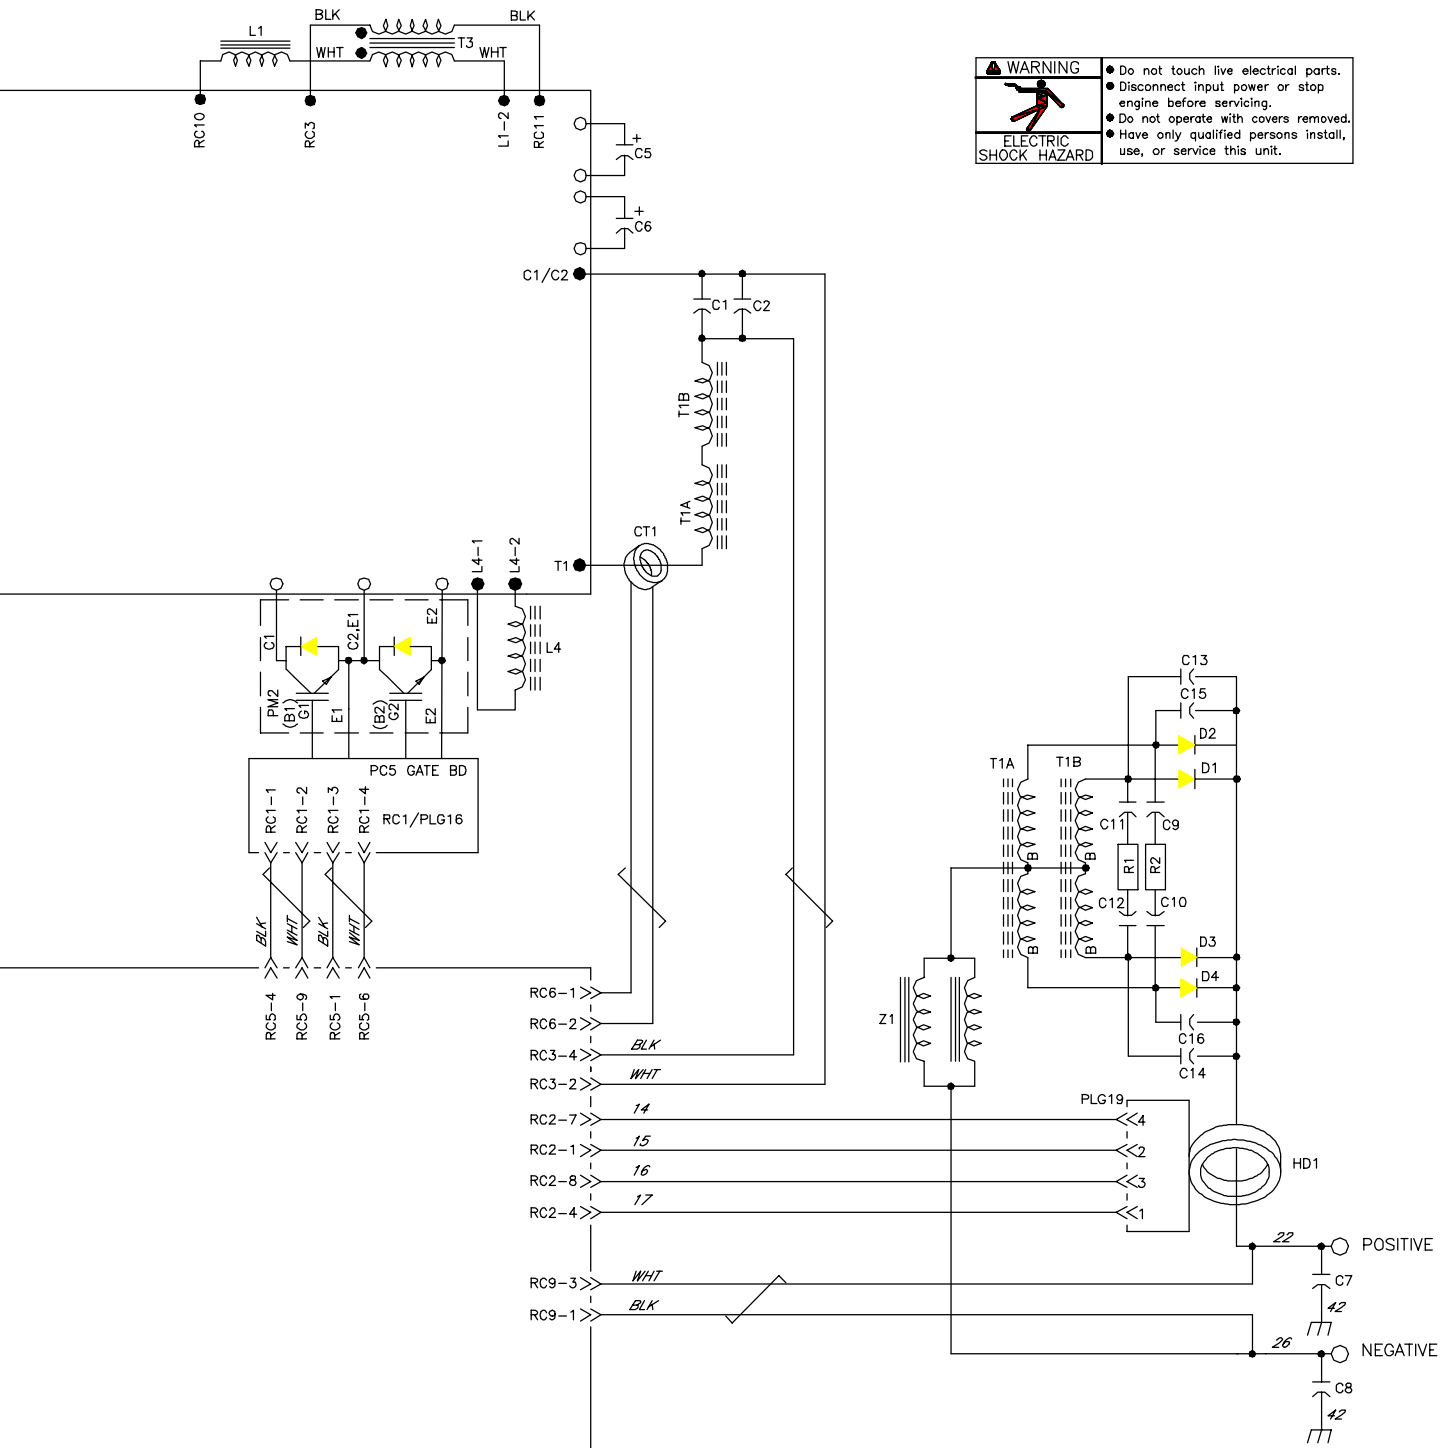 BLK
BLK
L1
T3
WHT
WHT
RC10
RC3
L1-2
RC11
WARNING
ELECTRIC
SHOCK HAZARD
Do not touch live electrical parts.
Disconnect input power or stop
engine before servicing.
Do not operate with covers removed.
Have only qualified persons install,
use, or service this unit.
+
C5
+
C6
C1/C2
C1
C2
T1B
T1A
CT1
T1
L4-1
L4-2
L4
C1
C2,E1
E2
PM2
(B1)
G1
E1
(B2)
G2
E2
PC5 GATE BD
RC1-1
RC1-2
RC1-3
RC1-4
RC1/PLG16
BLK
WHT
BLK
WHT
RC5-4
RC5-9
RC5-1
RC5-6
C13
C15
D2
T1A
T1B
D1
C11
C9
B
B
R1
R2
C12
C10
B
B
D3
D4
Z1
C16
C14
RC6-1
RC6-2
RC3-4
BLK
RC3-2
WHT
PLG19
RC2-7
14
4
RC2-1
15
2
RC2-8
16
3
RC2-4
17
1
HD1
22
POSITIVE
RC9-3
WHT
C7
RC9-1
BLK
42
26
NEGATIVE
C8
42